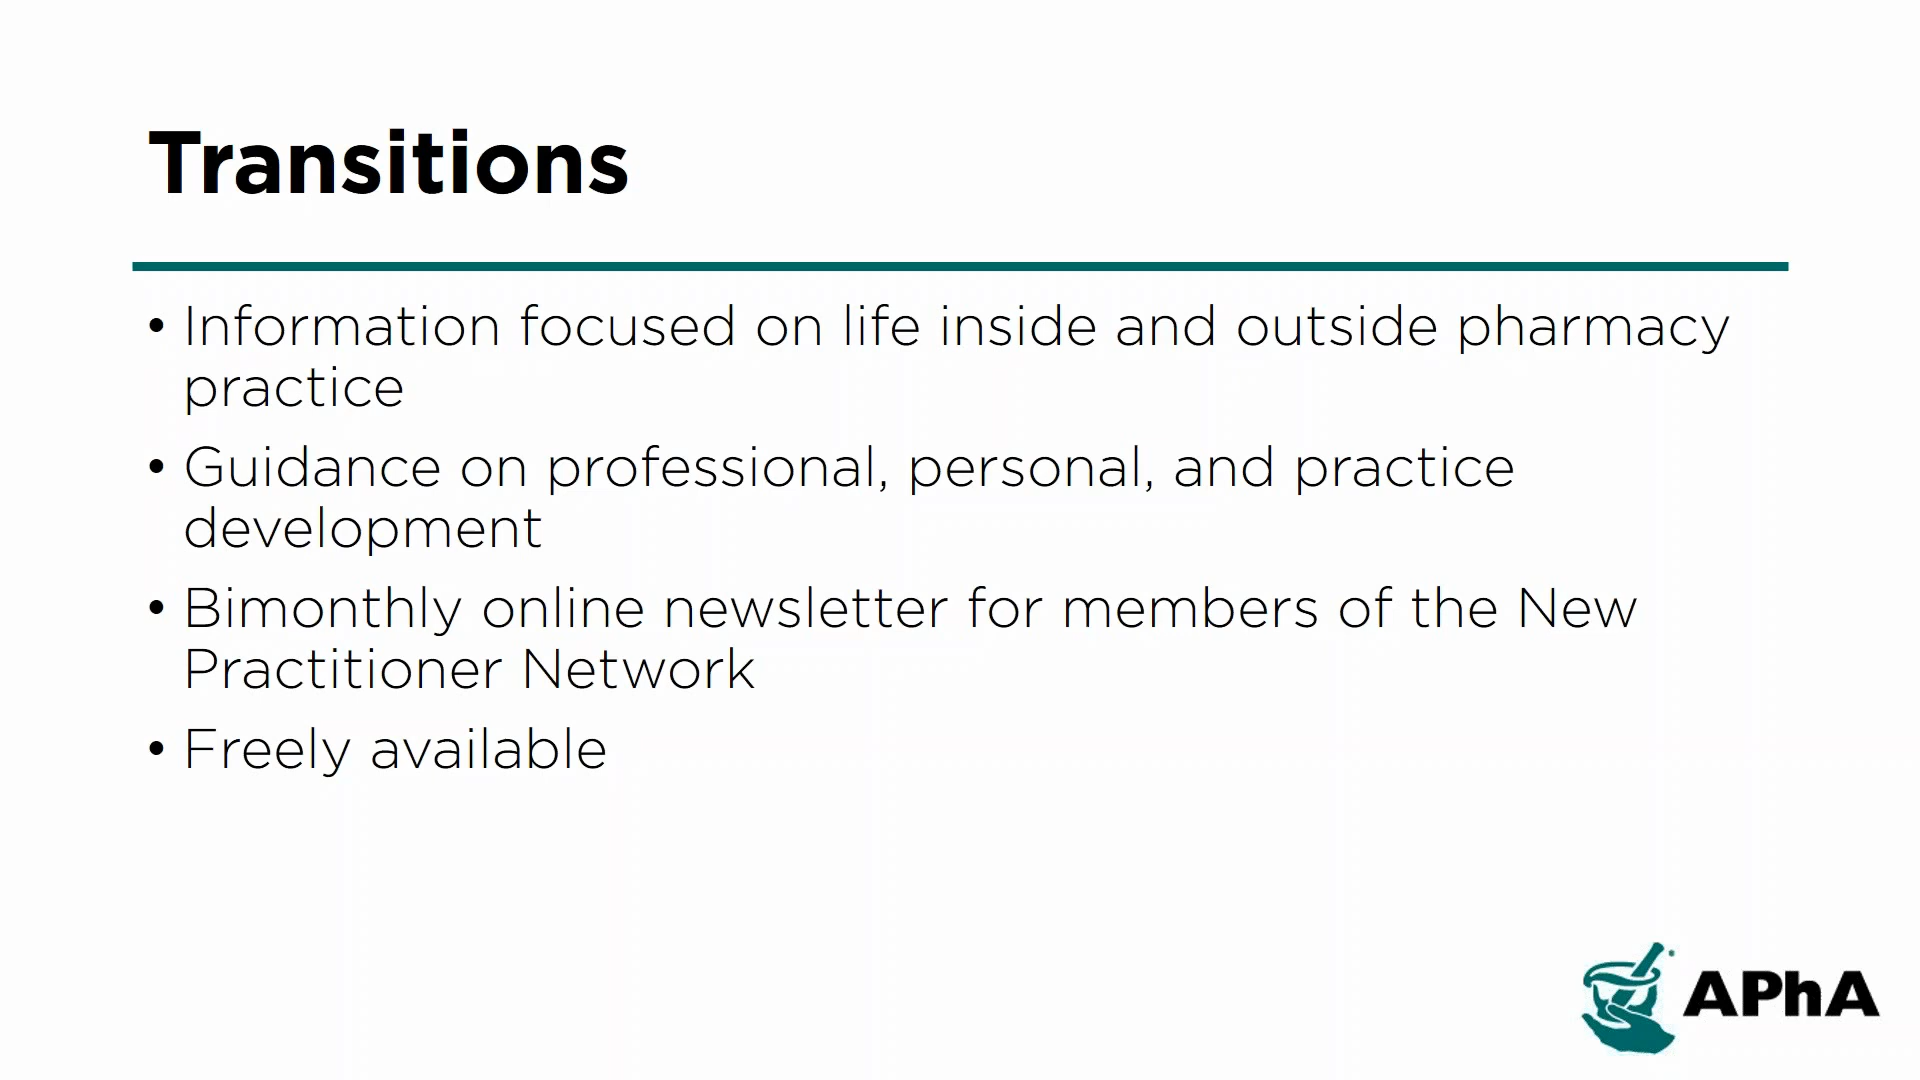 Transitions
• Information focused on life inside and outside pharmacy
practice
• Guidance on professional, personal, and practice
development
• Bimonthly online newsletter for members of the New
Practitioner Network
• Freely available
APhA